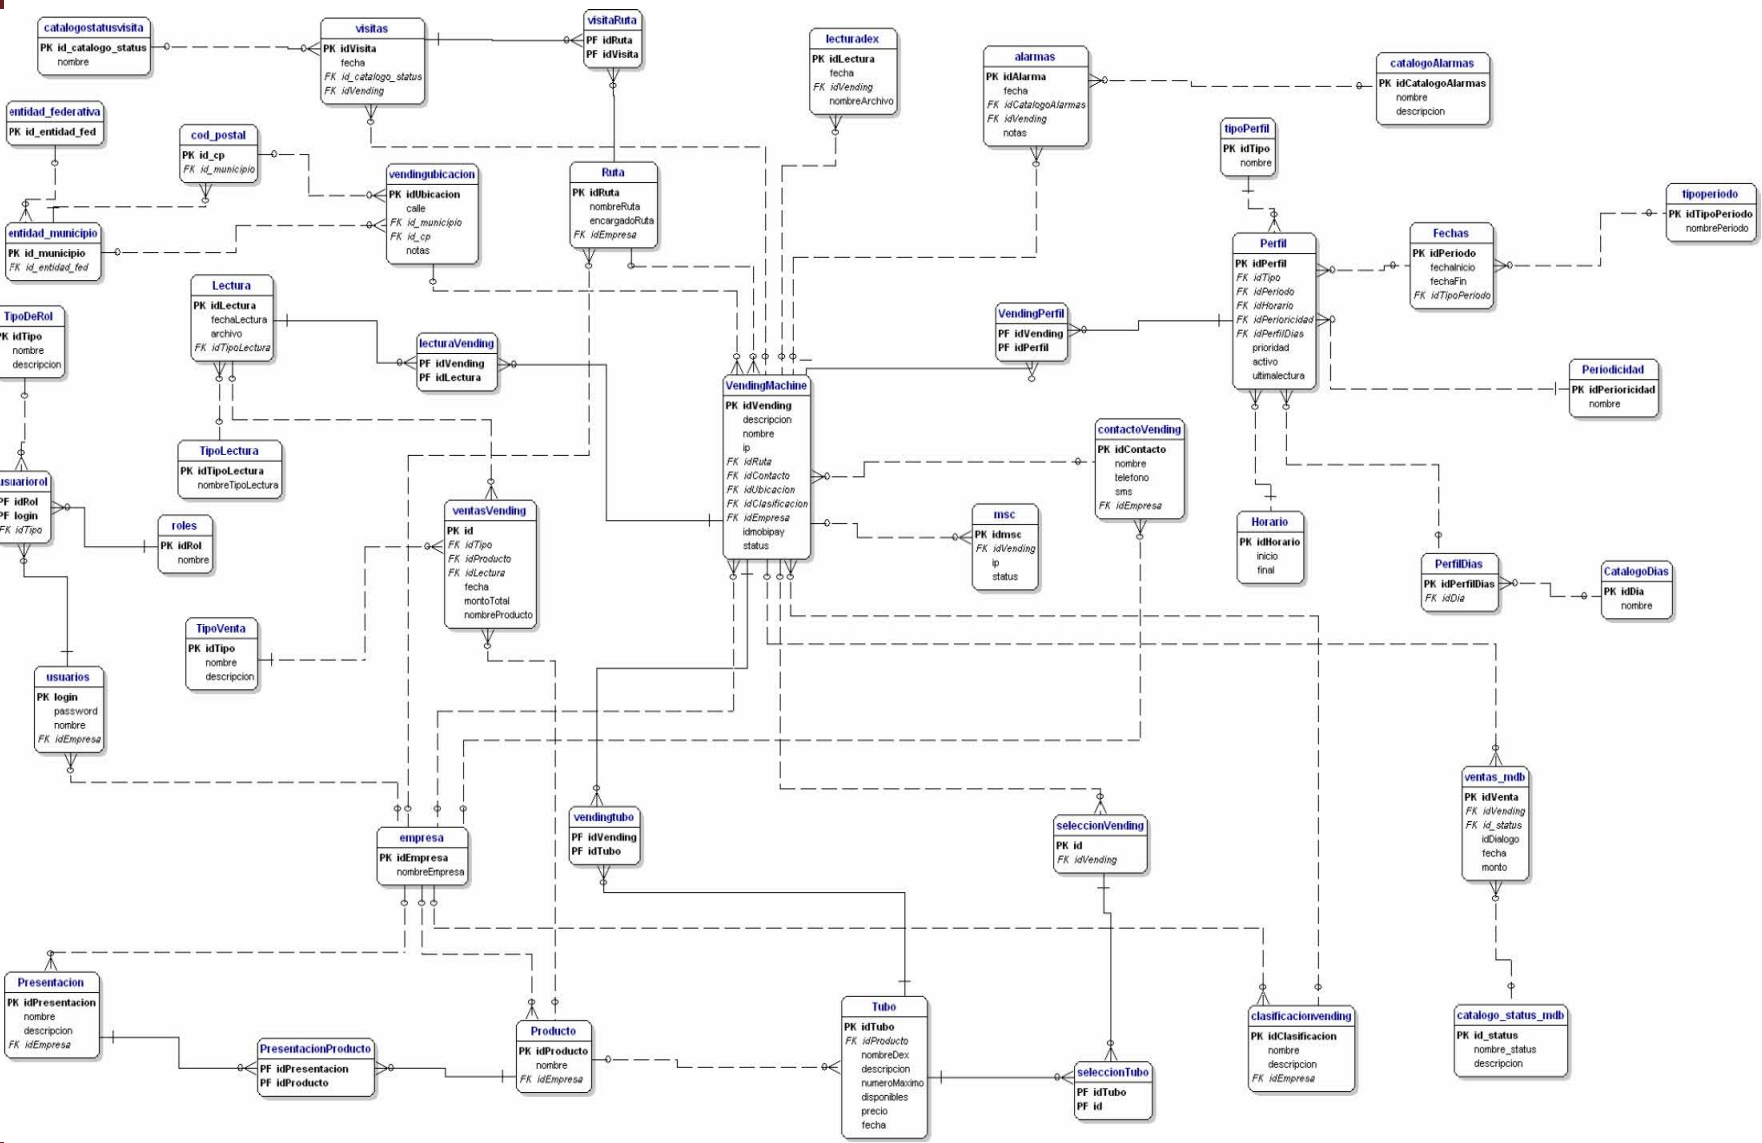 catalogostatusvisita
PK id_catalogo_status
nombre
visitas
PK idVisita
fecha
FK id_catalogo_status
FK idVending
visitaRuta
PF idRuta
PF idVisita
lecturadex
PK idLectura
fecha
FK idVending
nombreArchivo
alarmas
PK idAlarma
fecha
FK idCatalogoAlarmas
FK idVending
notas
catalogoAlarmas
PK idCatalogoAlarmas
nombre
descripcion
entidad_federativa
PK id_entidad_fed
cod_postal
PK id_cp
FK id_municipio
tipoPerfil
PK idTipo
nombre
vendingubicacion
PK idUbicacion
calle
FK id_municipio
FK id_cp
notas
Ruta
PK idRuta
nombreRuta
encargadoRuta
FK idEmpresa
tipoperiodo
PK idTipoPeriodo
nombrePeriodo
entidad_municipio
PK id_municipio
FK id_entidad_fed
Perfil
PK idPerfil
FK idTipo
FK idPeriodo
FK idHorario
FK idPerioricidad
FK idPerfilDias
prioridad
activo
ultimalectura
Fechas
PK idPeriodo
fechaInicio
fechaFin
FK idTipoPeriodo
Lectura
PK idLectura
fechaLectura
archivo
FK idTipoLectura
TipoDeRol
PK idTipo
nombre
descripcion
lecturaVending
PF idVending
PF idLectura
VendingPerfil
PF idVending
PF idPerfil
Periodicidad
PK idPerioricidad
nombre
VendingMachine
PK idVending
descripcion
nombre
ip
FK idRuta
FK idContacto
FK idUbicacion
FK idClasificacion
FK idEmpresa
idmobipay
status
contactoVending
PK idContacto
nombre
telefono
sms
FK idEmpresa
TipoLectura
PK idTipoLectura
nombreTipoLectura
usuariorol
PF idRol
PF login
FK idTipo
roles
PK idRol
nombre
ventasVending
PK id
FK idTipo
FK idProducto
FK idLectura
fecha
montoTotal
nombreProducto
msc
PK idmsc
FK idVending
ip
status
Horario
PK idHorario
inicio
final
PerfilDias
PK idPerfilDias
FK idDia
CatalogoDias
PK idDia
nombre
TipoVenta
PK idTipo
nombre
descripcion
usuarios
PK login
password
nombre
FK idEmpresa
ventas_mdb
PK idVenta
FK idVending
FK id_status
idDialogo
fecha
monto
empresa
PK idEmpresa
nombreEmpresa
vendingtubo
PF idVending
PF idTubo
seleccionVending
PK id
FK idVending
Presentacion
PK idPresentacion
nombre
descripcion
FK idEmpresa
PresentacionProducto
PF idPresentacion
PF idProducto
Producto
PK idProducto
nombre
FK idEmpresa
Tubo
PK idTubo
FK idProducto
nombreDex
descripcion
numeroMaximo
disponibles
precio
fecha
seleccionTubo
PF idTubo
PF id
clasificacionvending
PK idClasificacion
nombre
descripcion
FK idEmpresa
catalogo_status_mdb
PK id_status
nombre_status
descripcion